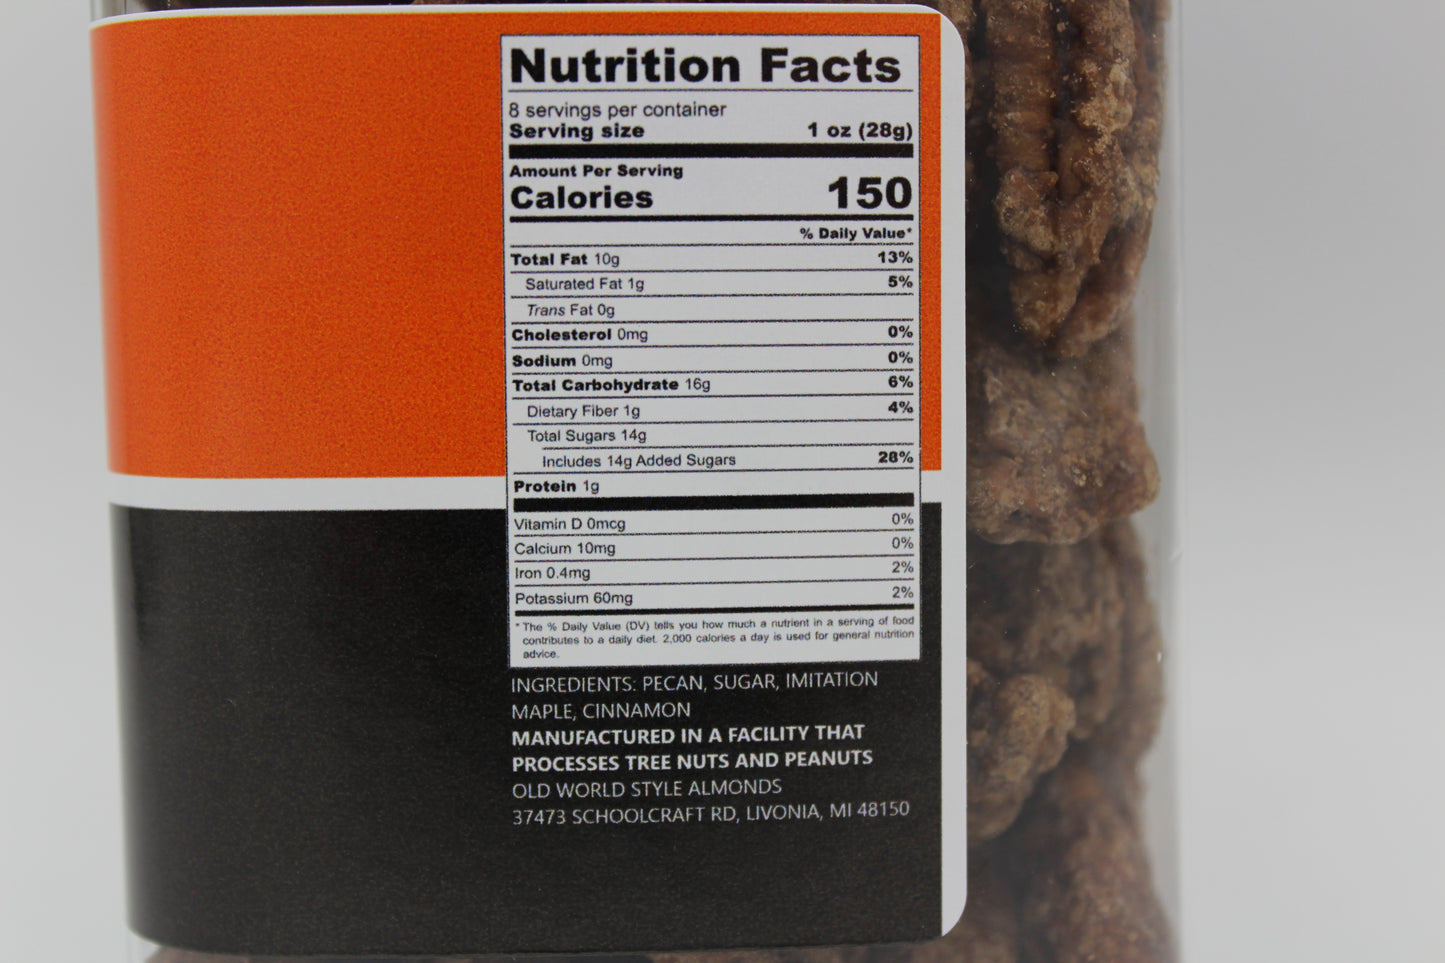 Nutrition Facts
8 servings per container
Serving size 1 oz (28g)
Amount Per Serving
Calories 150
% Daily Value*
Total Fat 10g 13%
Saturated Fat 1g 5%
Trans Fat 0g
Cholesterol 0mg 0%
Sodium 0mg 0%
Total Carbohydrate 16g 6%
Dietary Fiber 1g 4%
Total Sugars 14g
Includes 14g Added Sugars 28%
Protein 1g
Vitamin D 0mcg 0%
Calcium 10mg 0%
Iron 0.4mg 2%
Potassium 60mg 2%
* The % Daily Value (DV) tells you how much a nutrient in a serving of food
contributes to a daily diet. 2,000 calories a day is used for general nutrition
advice.
INGREDIENTS: PECAN, SUGAR, IMITATION
MAPLE, CINNAMON
MANUFACTURED IN A FACILITY THAT
PROCESSES TREE NUTS AND PEANUTS
OLD WORLD STYLE ALMONDS
37473 SCHOOLCRAFT RD, LIVONIA, MI 48150